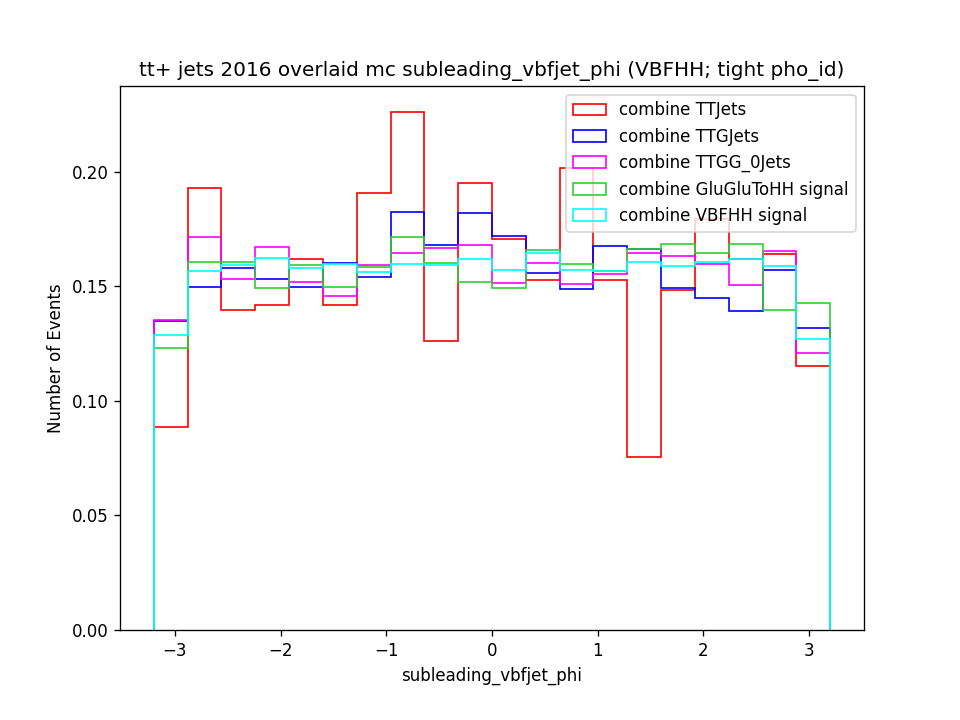 tt+ jets 2016 overlaid mc subleading_vbfjet_phi (VBFHH; tight pho_id)
combine TTJets
combine TTGJets
combine TTGG_0Jets
combine GluGluToHH signal
combine VBFHH signal
Number of Events
0.20
0.15
0.10
0.05
0.00
−3
−2
−1
0
1
2
3
subleading_vbfjet_phi